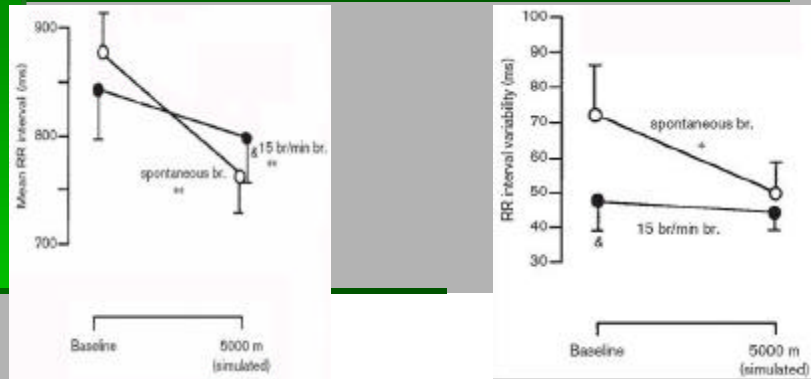 Mean RR interval (ms)
900
800
700
& 15 br/min br.
**
spontaneous br.
**
Baseline
5000 m
(simulated)
RR interval variability (ms)
100
90
80
70
60
50
40
30
spontaneous br.
*
15 br/min br.
&
Baseline
5000 m
(simulated)